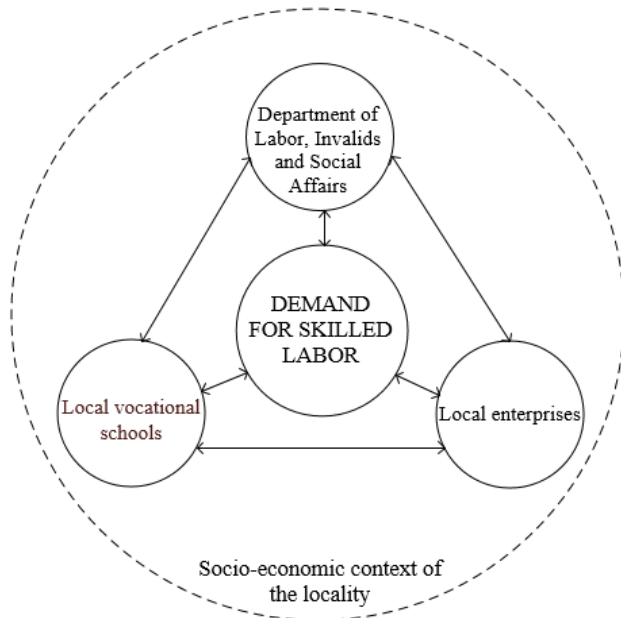 Department of
Labor, Invalids
and Social
Affairs
DEMAND
FOR SKILLED
LABOR
Local vocational
schools
Local enterprises
Socio-economic context of
the locality